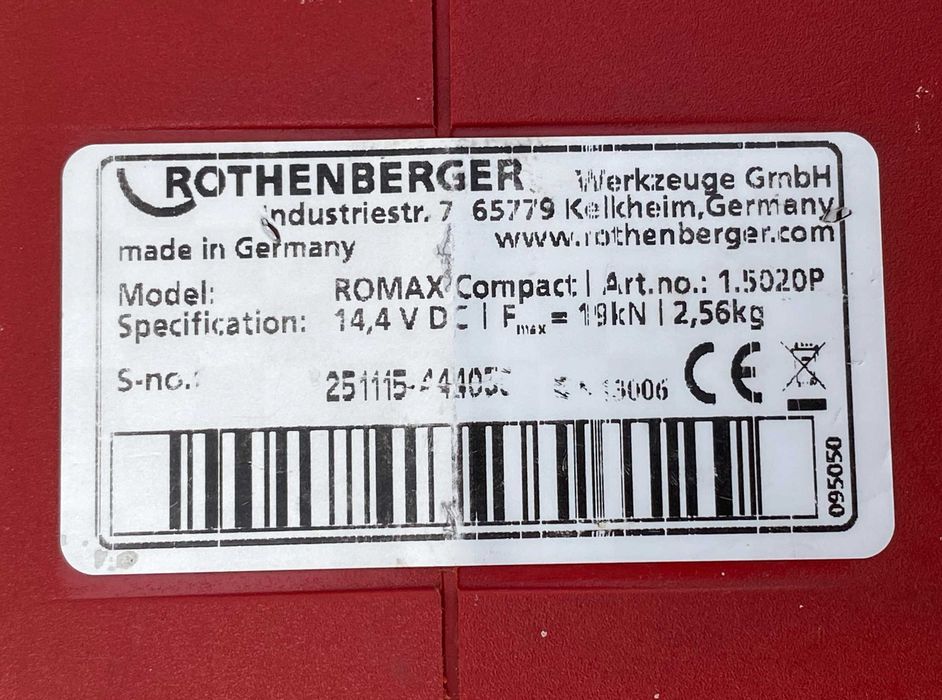 ROTHENBERGER Werkzeuge GmbH
Industriestr. 7 65779 Kelkheim, Germany
made in Germany www.rothenberger.com
Model: ROMAX Compact | Art.no.: 1.5020P
Specification: 14,4 V DC | Fmax = 19kN | 2,56kg
S-no.: CE
095050